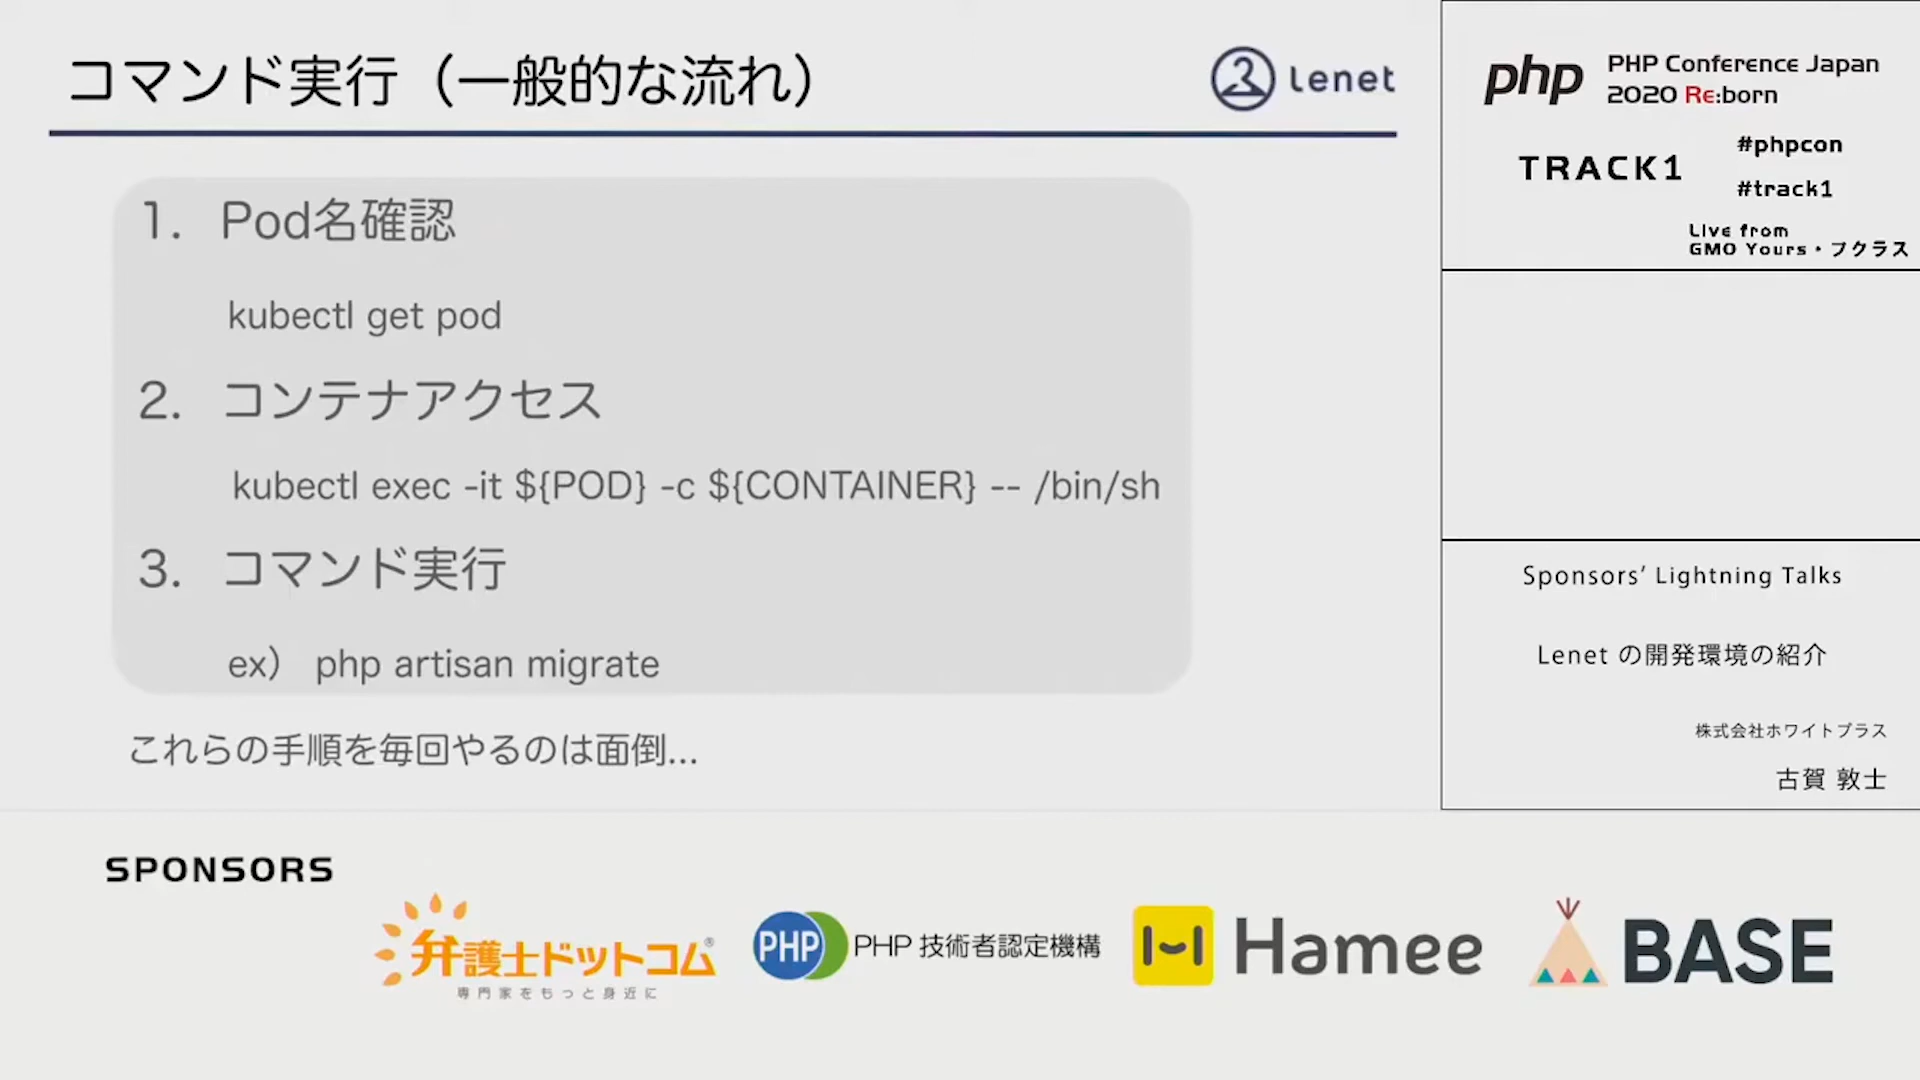 コマンド実行（一般的な流れ）
Lenet
1. Pod名確認
kubectl get pod
2. コンテナアクセス
kubectl exec -it ${POD} -c ${CONTAINER} -- /bin/sh
3. コマンド実行
ex） php artisan migrate
これらの手順を毎回やるのは面倒...
php PHP Conference Japan
2020 Re:born
TRACK1
#phpcon
#track1
Live from
GMO Yours・フクラス
Sponsors’ Lightning Talks
Lenet の開発環境の紹介
株式会社ホワイトプラス
古賀 敦士
SPONSORS
弁護士ドットコム®
専門家をもっと身近に
PHP PHP 技術者認定機構
Hamee
BASE